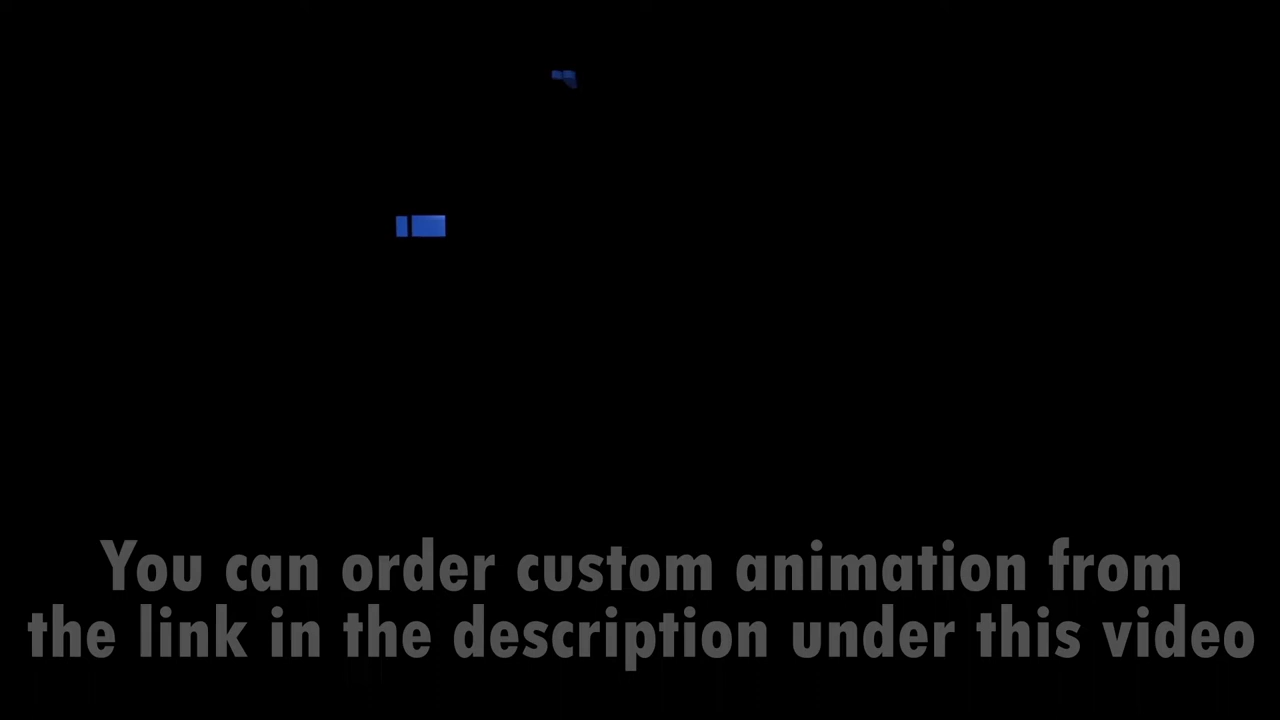 You can order custom animation from
the link in the description under this video